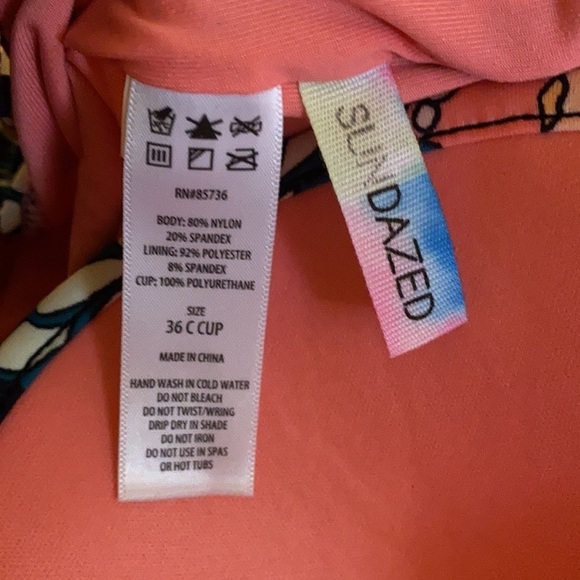 RN#85736
BODY: 80% NYLON
20% SPANDEX
LINING: 92% POLYESTER
8% SPANDEX
CUP: 100% POLYURETHANE
SIZE
36 C CUP
MADE IN CHINA
HAND WASH IN COLD WATER
DO NOT BLEACH
DO NOT TWIST/WRING
DRIP DRY IN SHADE
DO NOT IRON
DO NOT USE IN SPAS
OR HOT TUBS
SUNDAZED